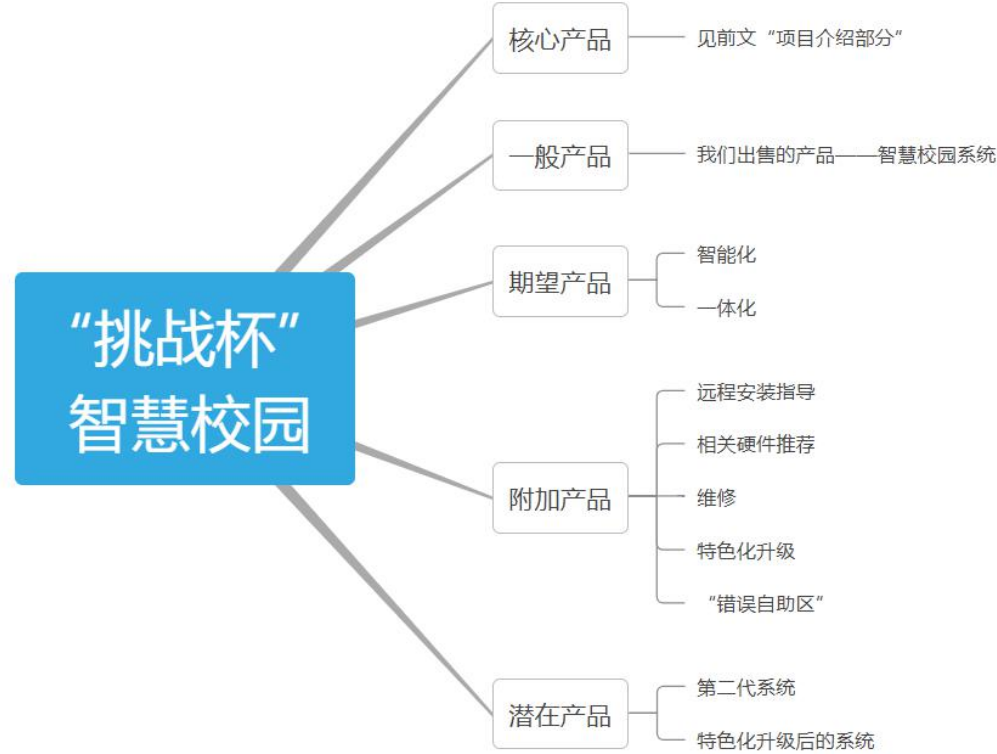 “挑战杯”
智慧校园
核心产品
见前文“项目介绍部分”
一般产品
我们出售的产品——智慧校园系统
期望产品
智能化
一体化
附加产品
远程安装指导
相关硬件推荐
维修
特色化升级
“错误自助区”
潜在产品
第二代系统
特色化升级后的系统